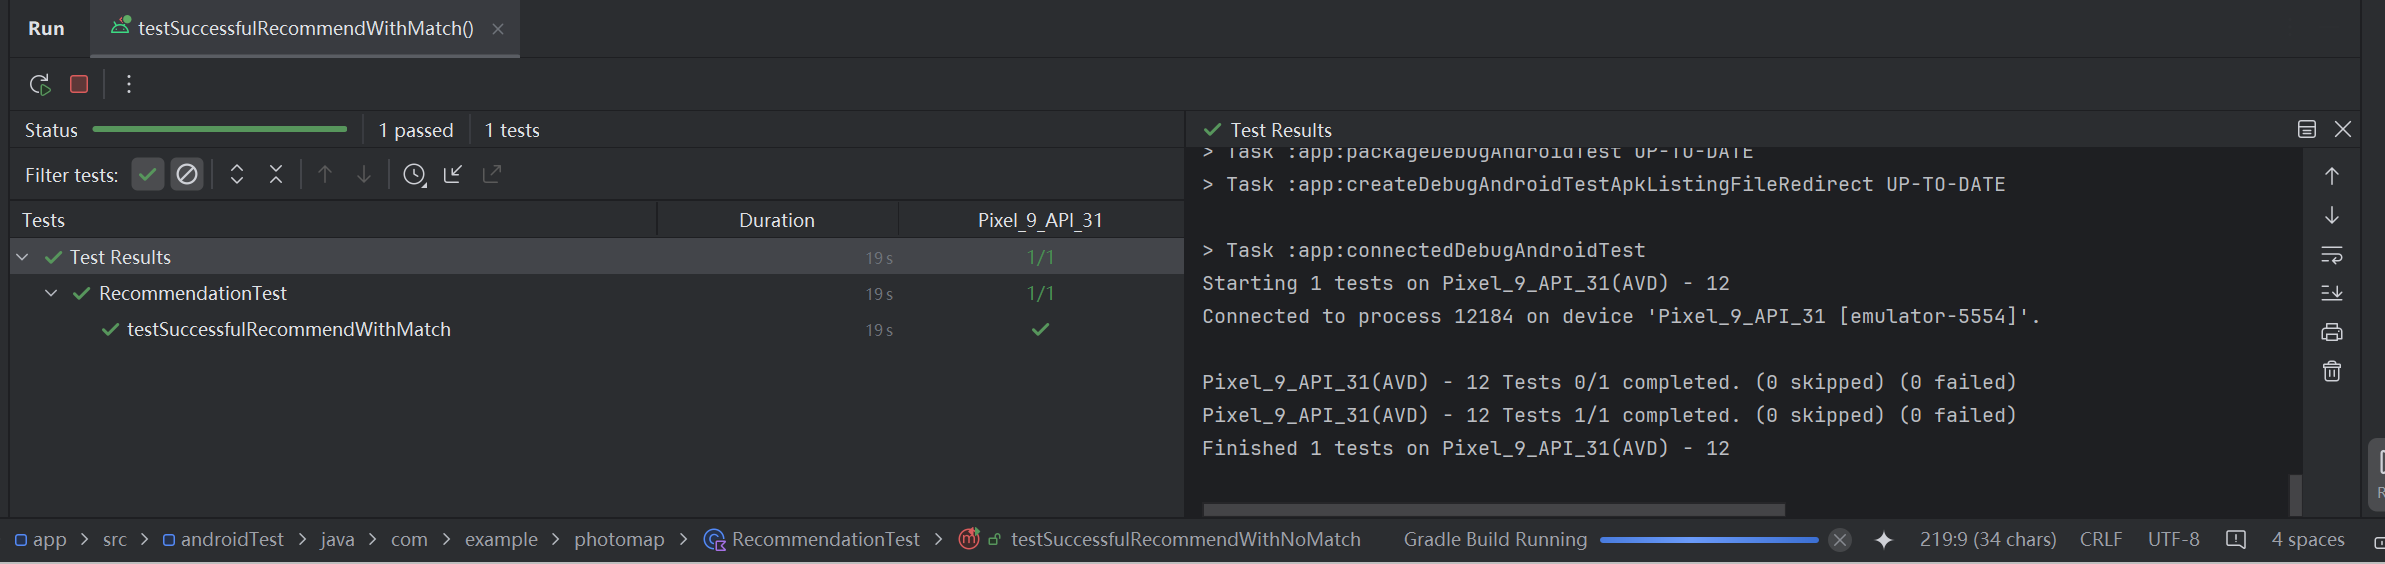 Run testSuccessfulRecommendWithMatch()
Status 1 passed 1 tests
Filter tests:
Tests Duration Pixel_9_API_31
Test Results 19 s 1/1
RecommendationTest 19 s 1/1
testSuccessfulRecommendWithMatch 19 s
Test Results
> Task :app:packageDebugAndroidTest UP-TO-DATE
> Task :app:createDebugAndroidTestApkListingFileRedirect UP-TO-DATE
> Task :app:connectedDebugAndroidTest
Starting 1 tests on Pixel_9_API_31(AVD) - 12
Connected to process 12184 on device 'Pixel_9_API_31 [emulator-5554]'.
Pixel_9_API_31(AVD) - 12 Tests 0/1 completed. (0 skipped) (0 failed)
Pixel_9_API_31(AVD) - 12 Tests 1/1 completed. (0 skipped) (0 failed)
Finished 1 tests on Pixel_9_API_31(AVD) - 12
app > src > androidTest > java > com > example > photomap > RecommendationTest > testSuccessfulRecommendWithNoMatch Gradle Build Running 219:9 (34 chars) CRLF UTF-8 4 spaces